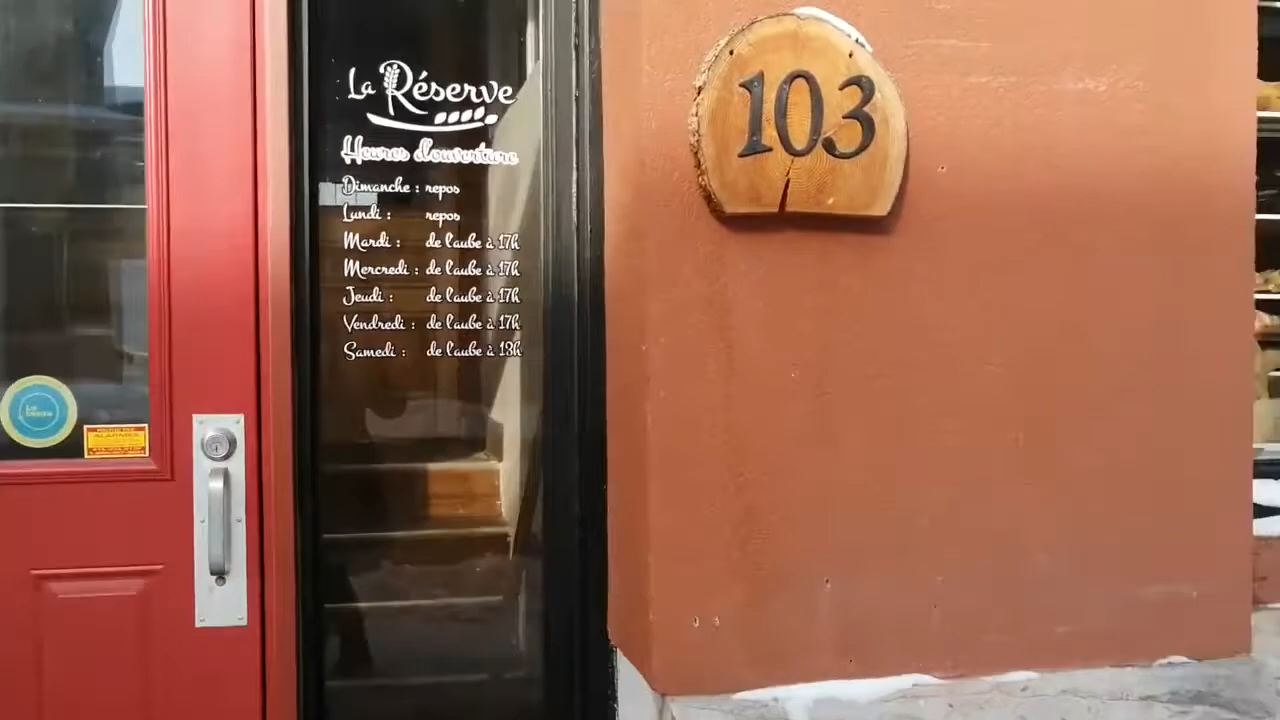 La Réserve
Heures d'ouverture
Dimanche : repos
Lundi : repos
Mardi : de l'aube à 17h
Mercredi : de l'aube à 17h
Jeudi : de l'aube à 17h
Vendredi : de l'aube à 17h
Samedi : de l'aube à 13h
103
ALARMES